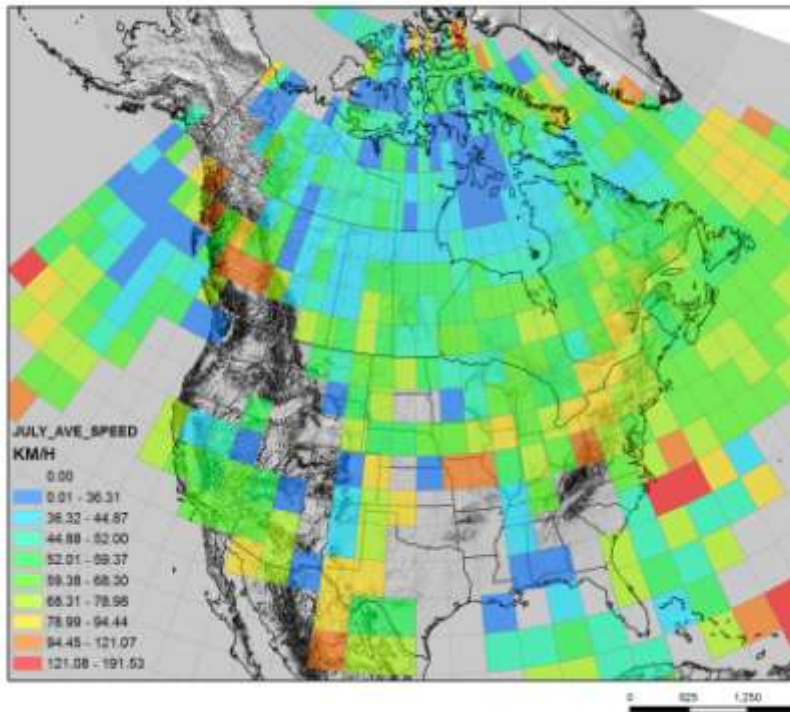 JULY_AVE_SPEED
KM/H
0.00
0.01 - 36.31
36.32 - 44.87
44.88 - 52.00
52.01 - 59.37
59.38 - 68.30
68.31 - 78.98
78.99 - 94.44
94.45 - 121.07
121.08 - 191.53
0 625 1,250